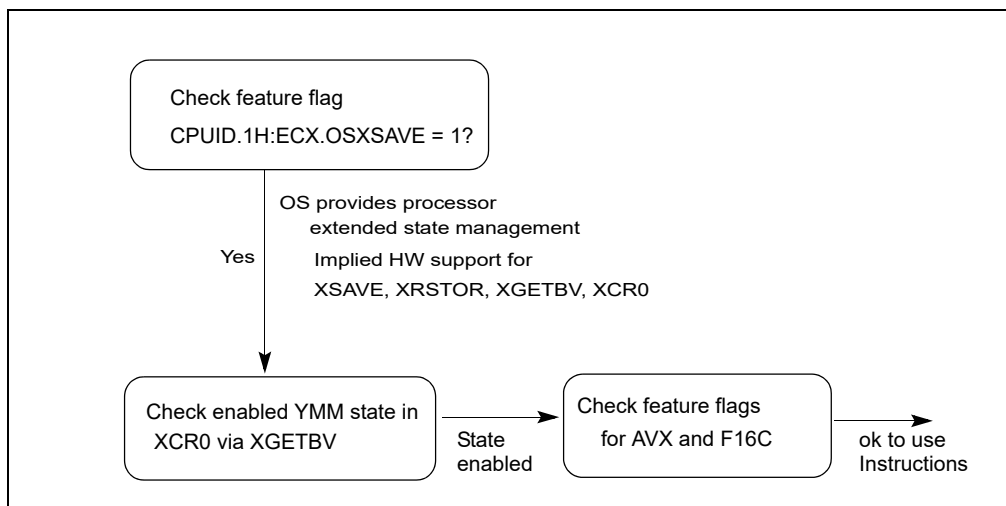 Check feature flag
CPUID.1H:ECX.OSXSAVE = 1?
OS provides processor
extended state management
Yes
Implied HW support for
XSAVE, XRSTOR, XGETBV, XCR0
Check enabled YMM state in
XCR0 via XGETBV
State
enabled
Check feature flags
for AVX and F16C
ok to use
Instructions